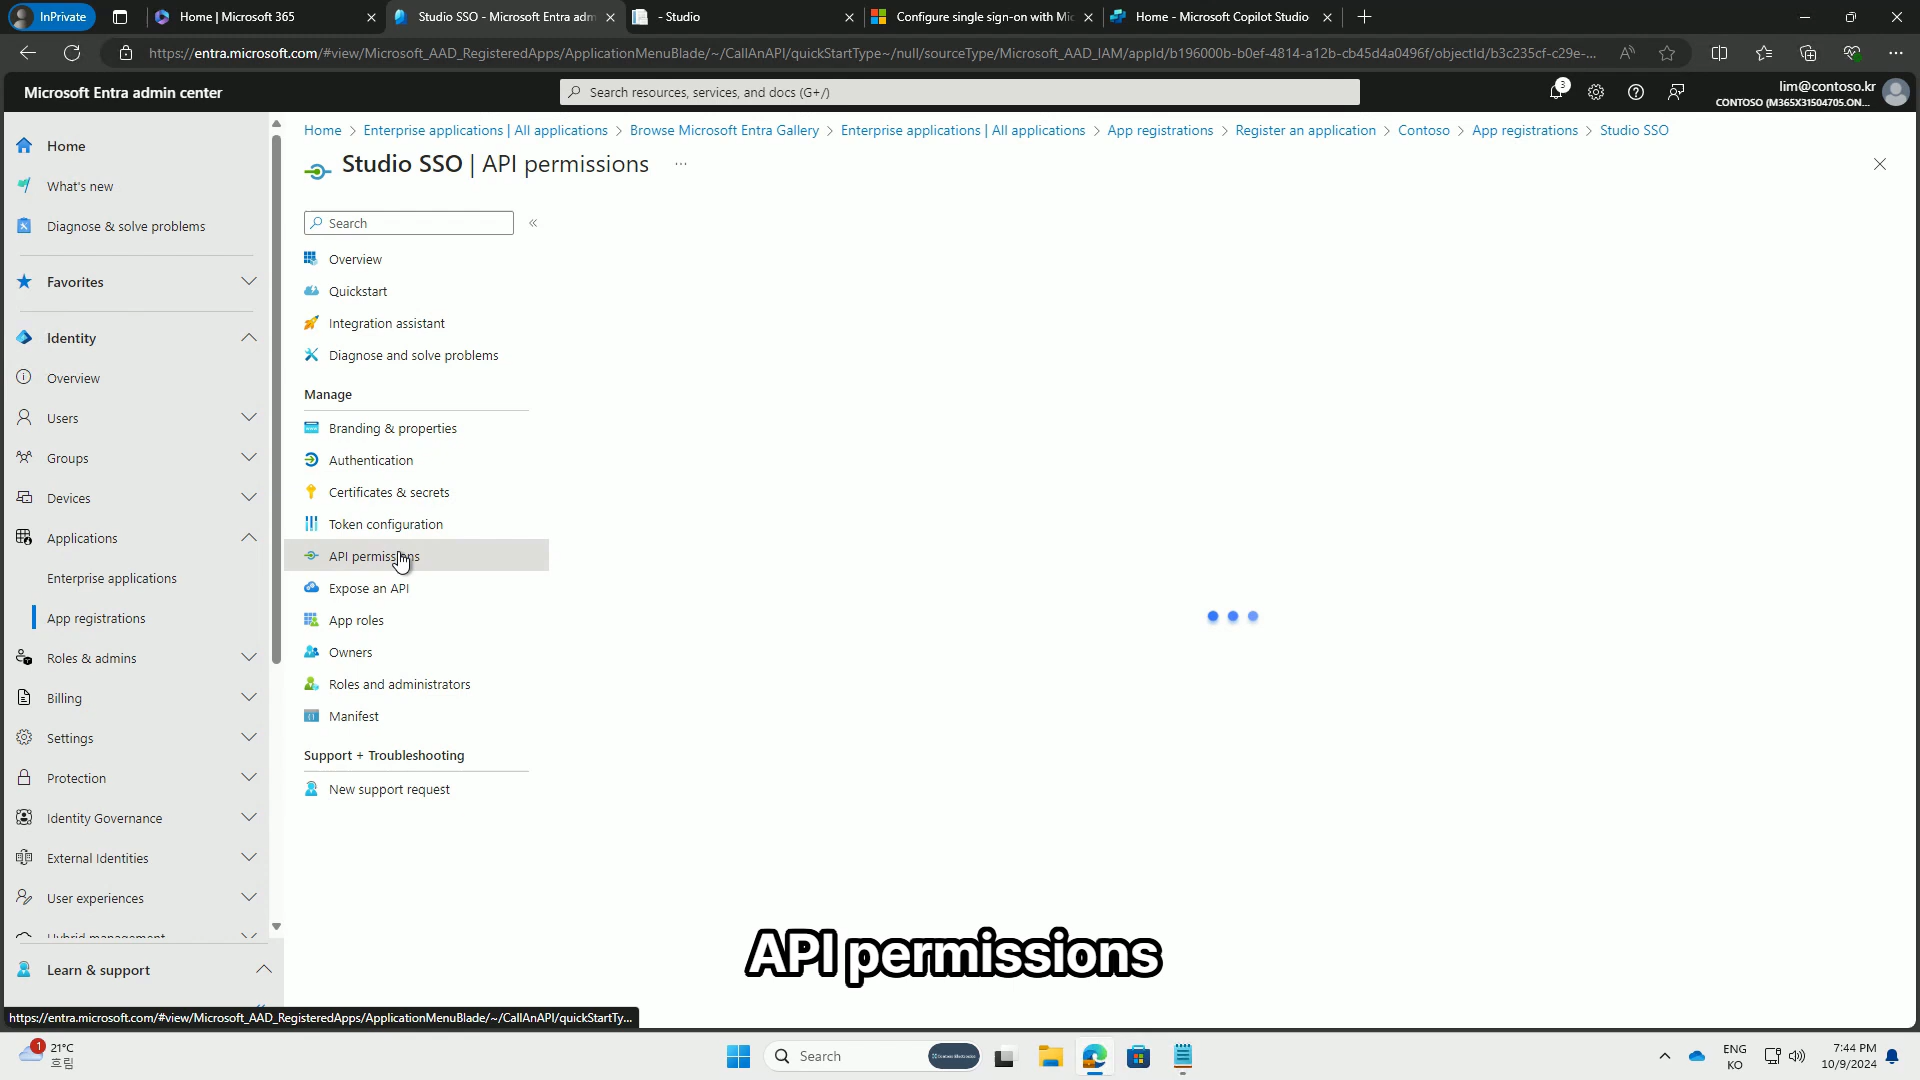 InPrivate
Home | Microsoft 365
Studio SSO - Microsoft Entra adm
- Studio
Configure single sign-on with Mic
Home - Microsoft Copilot Studio
https://entra.microsoft.com/#view/Microsoft_AAD_RegisteredApps/ApplicationMenuBlade/~/CallAnAPI/quickStartType~/null/sourceType/Microsoft_AAD_IAM/appId/b196000b-b0ef-4814-a12b-cb45d4a0496f/objectId/b3c235cf-c29e-...
Microsoft Entra admin center
Search resources, services, and docs (G+/)
3
lim@contoso.kr
CONTOSO (M365X31504705.ON...
Home > Enterprise applications | All applications > Browse Microsoft Entra Gallery > Enterprise applications | All applications > App registrations > Register an application > Contoso > App registrations > Studio SSO
Studio SSO | API permissions ...
Search
Overview
Quickstart
Integration assistant
Diagnose and solve problems
Manage
Branding & properties
Authentication
Certificates & secrets
Token configuration
API permissions
Expose an API
App roles
Owners
Roles and administrators
Manifest
Support + Troubleshooting
New support request
Home
What's new
Diagnose & solve problems
Favorites
Identity
Overview
Users
Groups
Devices
Applications
Enterprise applications
App registrations
Roles & admins
Billing
Settings
Protection
Identity Governance
External Identities
User experiences
Hybrid management
Learn & support
API permissions
https://entra.microsoft.com/#view/Microsoft_AAD_RegisteredApps/ApplicationMenuBlade/~/CallAnAPI/quickStartTy...
1
21°C
흐림
Search
ENG
KO
7:44 PM
10/9/2024